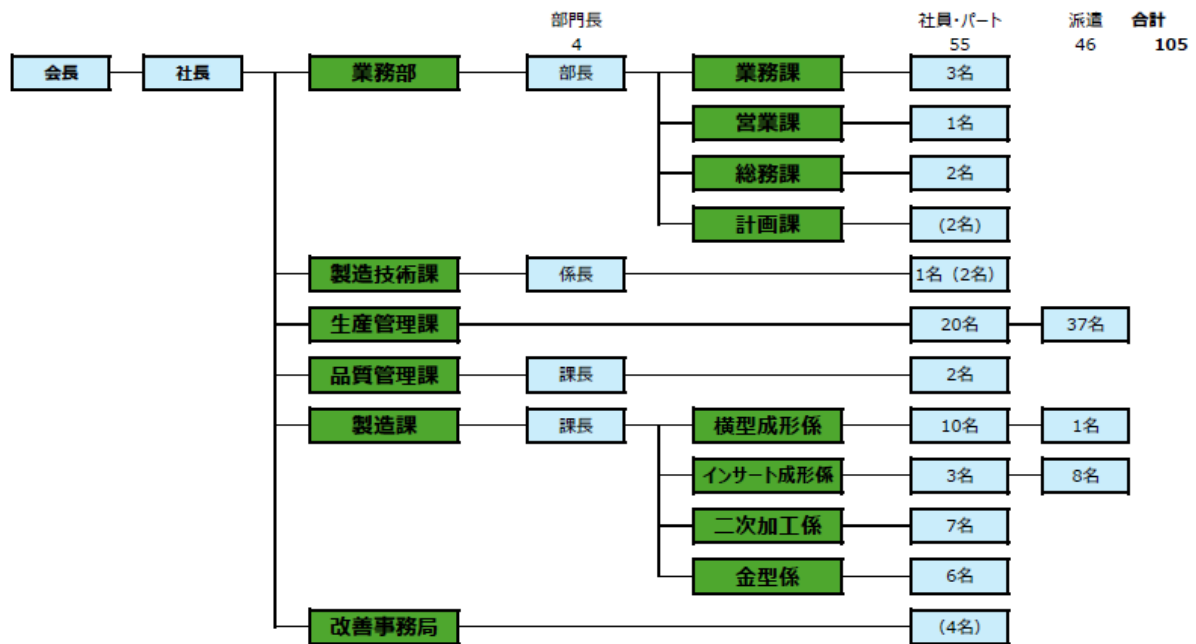 部門長 社員・パート 派遣 合計
4 55 46 105
会長 社長 業務部 部長 業務課 3名
営業課 1名
総務課 2名
計画課 (2名)
製造技術課 係長 1名 (2名)
生産管理課 20名 37名
品質管理課 課長 2名
製造課 課長 横型成形係 10名 1名
インサート成形係 3名 8名
二次加工係 7名
金型係 6名
改善事務局 (4名)